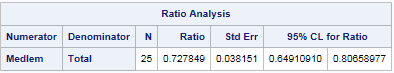 Ratio Analysis
Numerator Denominator N Ratio Std Err 95% CL for Ratio
Medlem Total 25 0.727849 0.038151 0.64910910 0.80658977